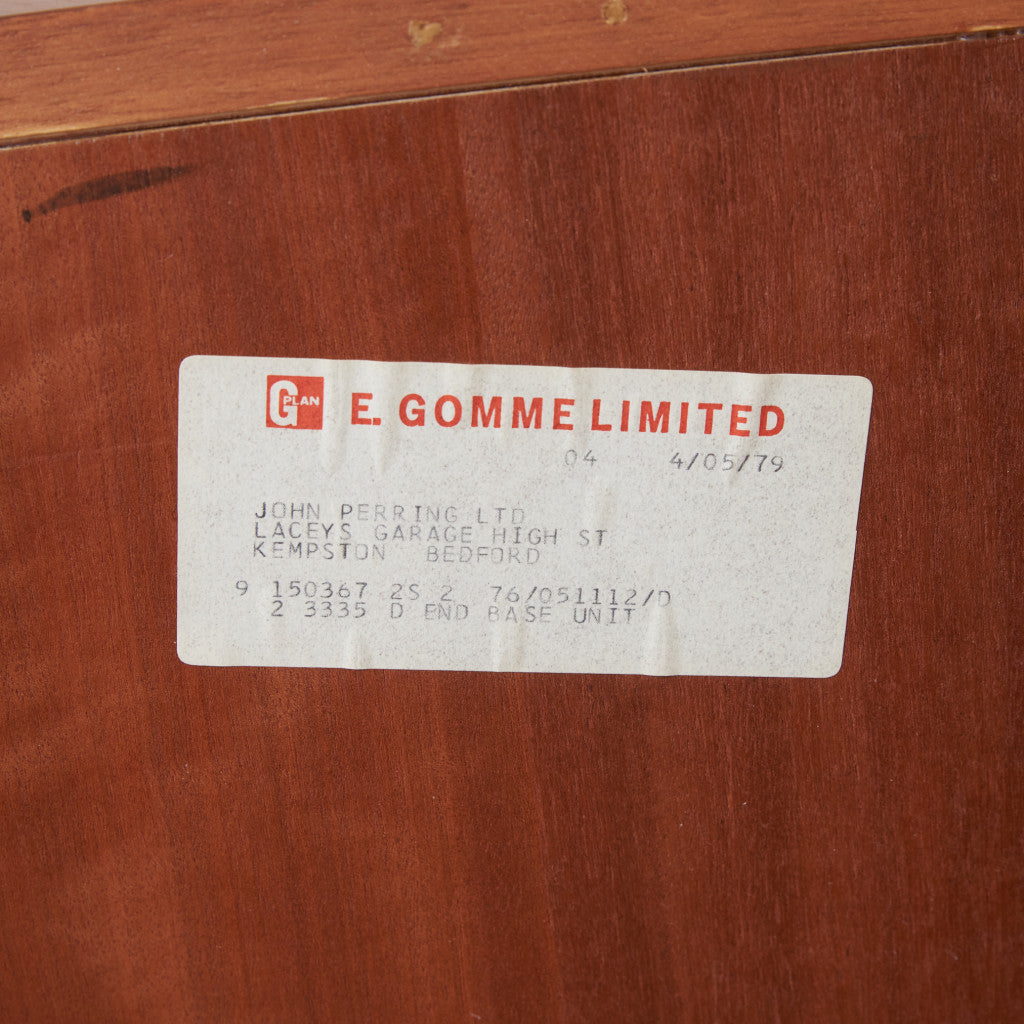 G PLAN E. GOMME LIMITED
04 4/05/79
JOHN PERRING LTD
LACEYS GARAGE HIGH ST
KEMPSTON BEDFORD
9 150367 2S 2 76/051112/D
2 3335 D END BASE UNIT